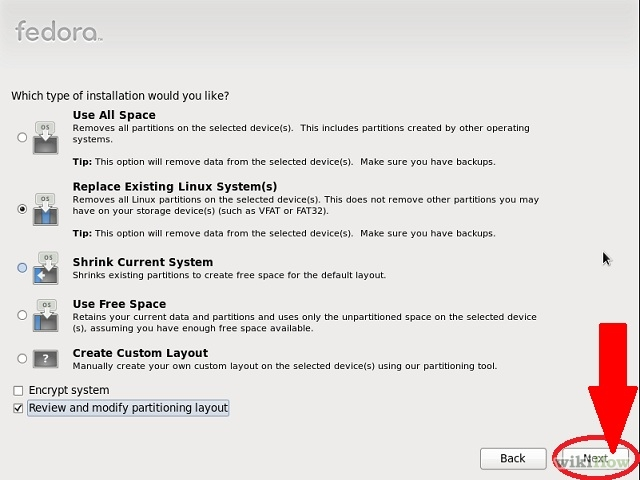 fedora
Which type of installation would you like?
Use All Space
Removes all partitions on the selected device(s).  This includes partitions created by other operating
systems.
Tip: This option will remove data from the selected device(s).  Make sure you have backups.
Replace Existing Linux System(s)
Removes all Linux partitions on the selected device(s). This does not remove other partitions you may
have on your storage device(s) (such as VFAT or FAT32).
Tip: This option will remove data from the selected device(s).  Make sure you have backups.
Shrink Current System
Shrinks existing partitions to create free space for the default layout.
Use Free Space
Retains your current data and partitions and uses only the unpartitioned space on the selected device
(s), assuming you have enough free space available.
Create Custom Layout
Manually create your own custom layout on the selected device(s) using our partitioning tool.
Encrypt system
Review and modify partitioning layout
Back
Next
wikiHow
OS
OS
OS
OS
?